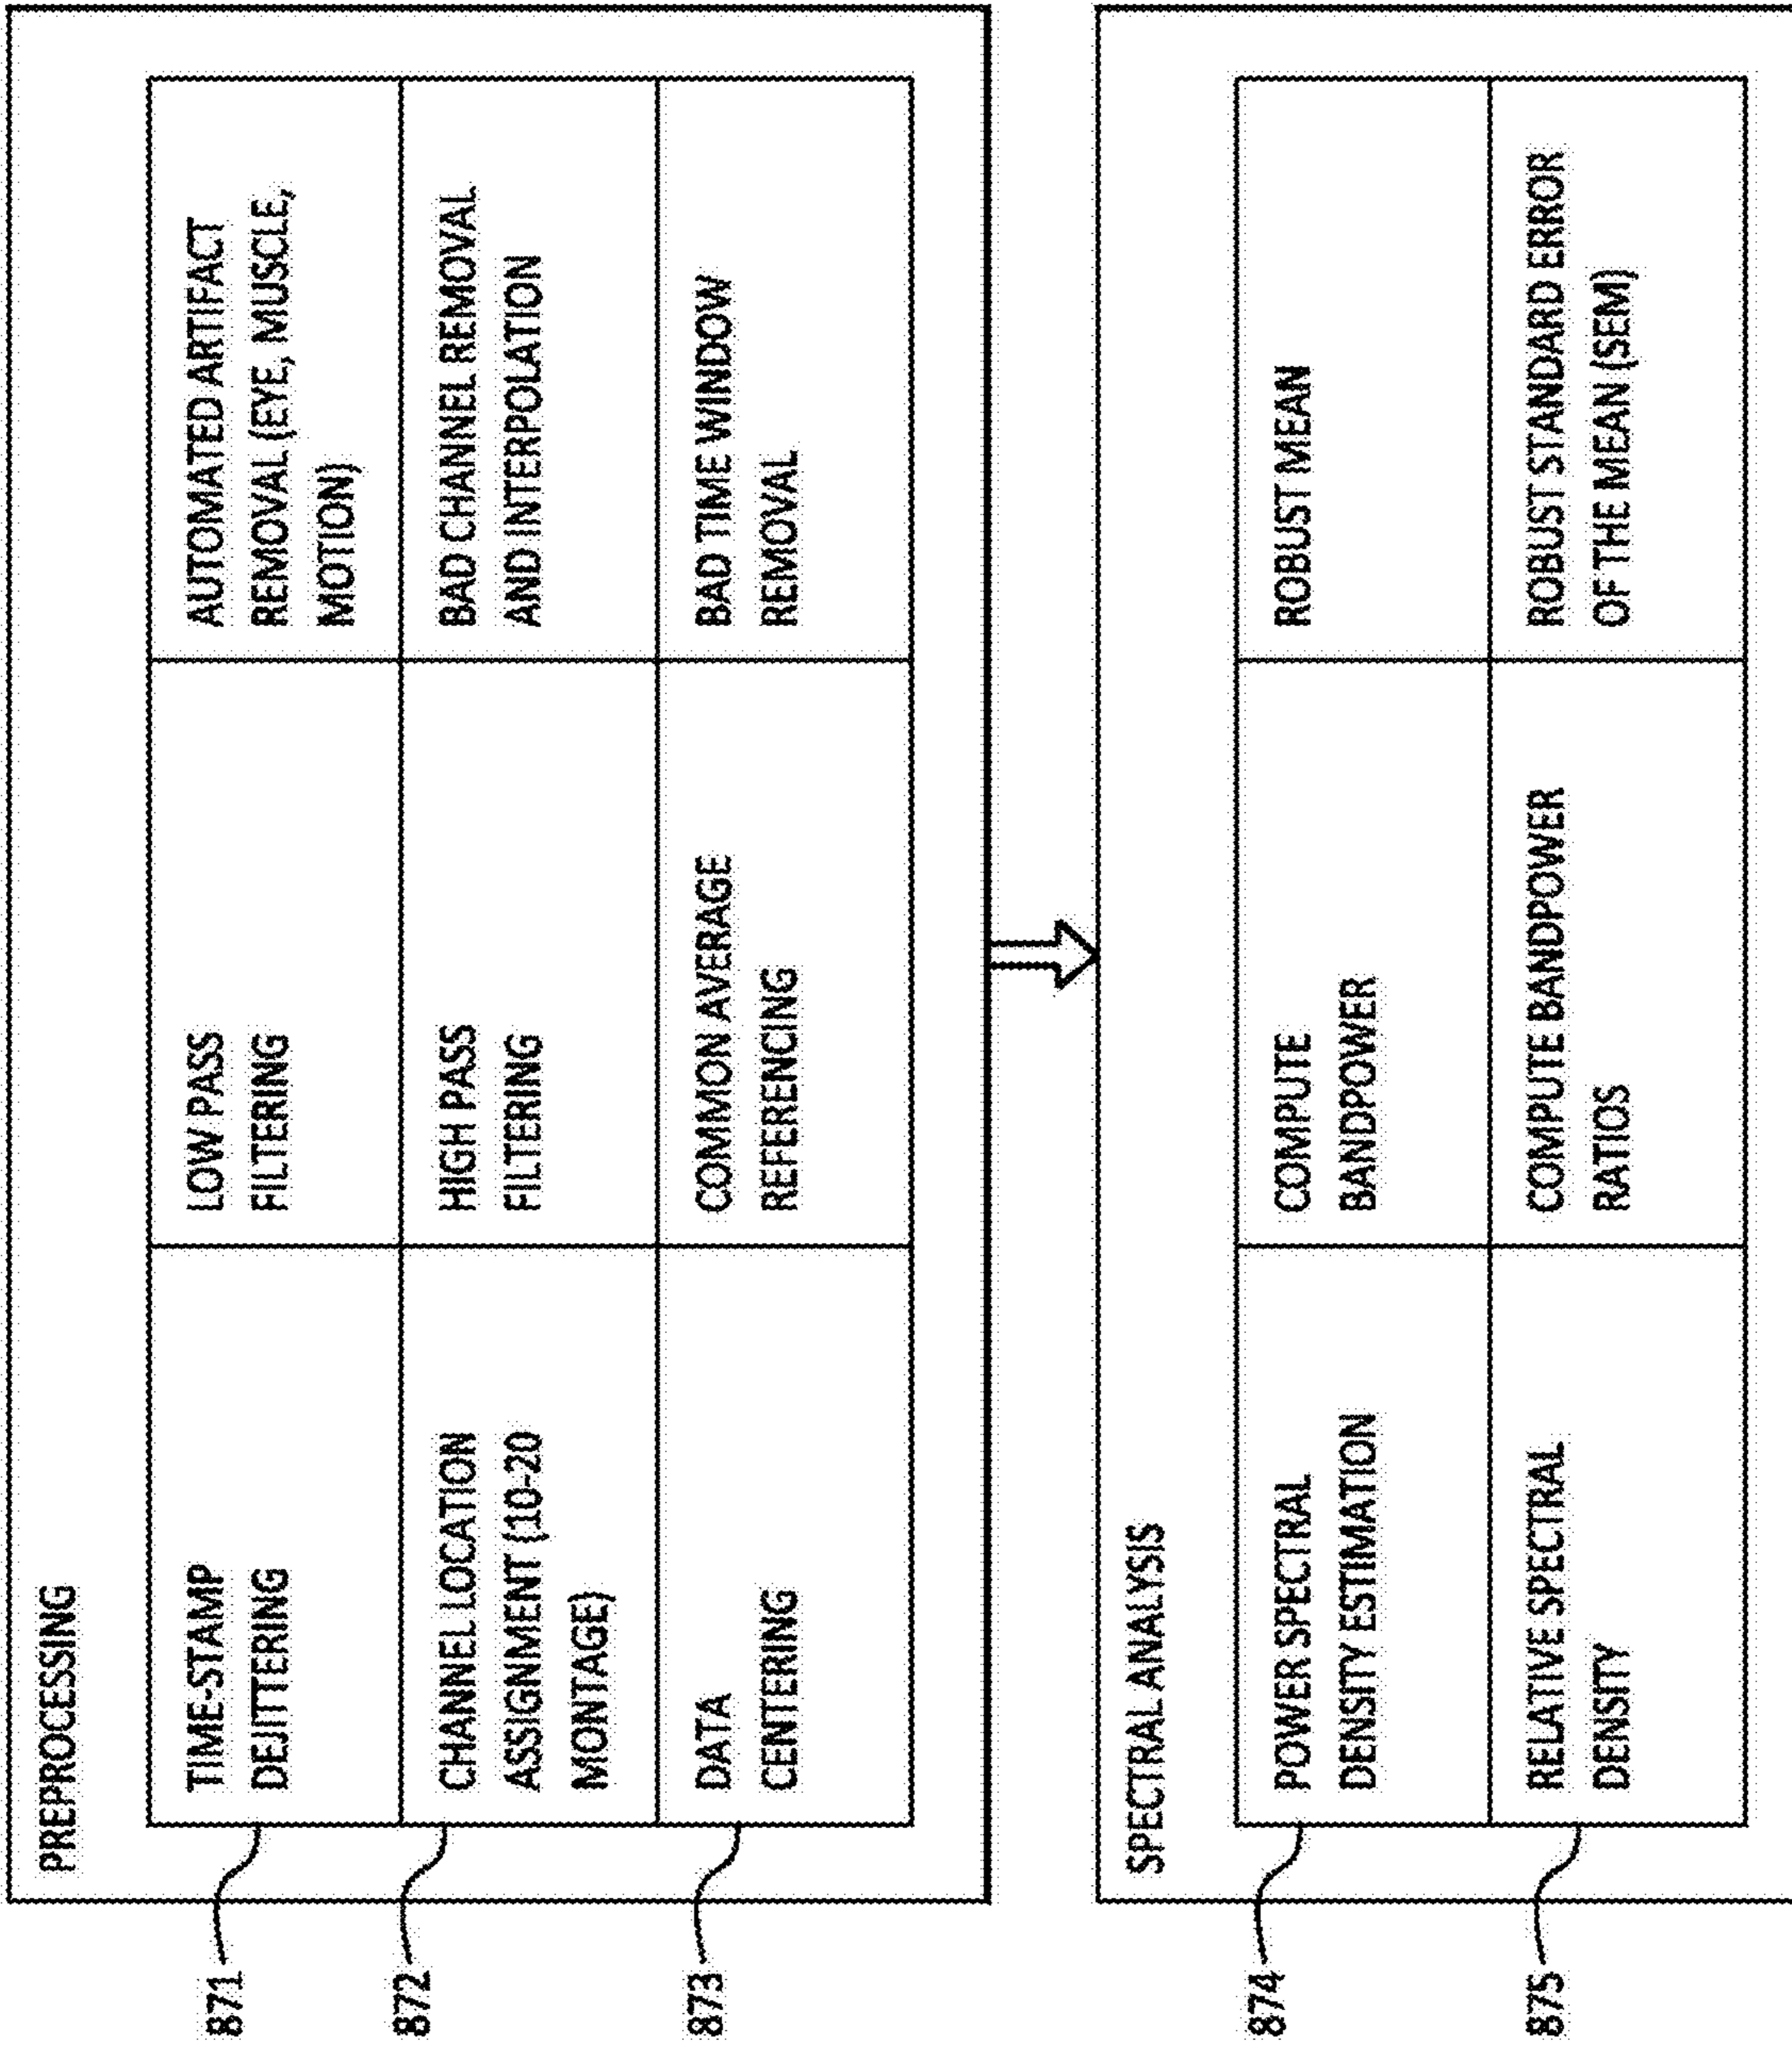 PREPROCESSING
871
TIME-STAMP
DEJITTERING
LOW PASS
FILTERING
AUTOMATED ARTIFACT
REMOVAL (EYE, MUSCLE,
MOTION)
872
CHANNEL LOCATION
ASSIGNMENT (10-20
MONTAGE)
HIGH PASS
FILTERING
BAD CHANNEL REMOVAL
AND INTERPOLATION
873
DATA
CENTERING
COMMON AVERAGE
REFERENCING
BAD TIME WINDOW
REMOVAL
SPECTRAL ANALYSIS
874
POWER SPECTRAL
DENSITY ESTIMATION
COMPUTE
BANDPOWER
ROBUST MEAN
875
RELATIVE SPECTRAL
DENSITY
COMPUTE BANDPOWER
RATIOS
ROBUST STANDARD ERROR
OF THE MEAN (SEM)